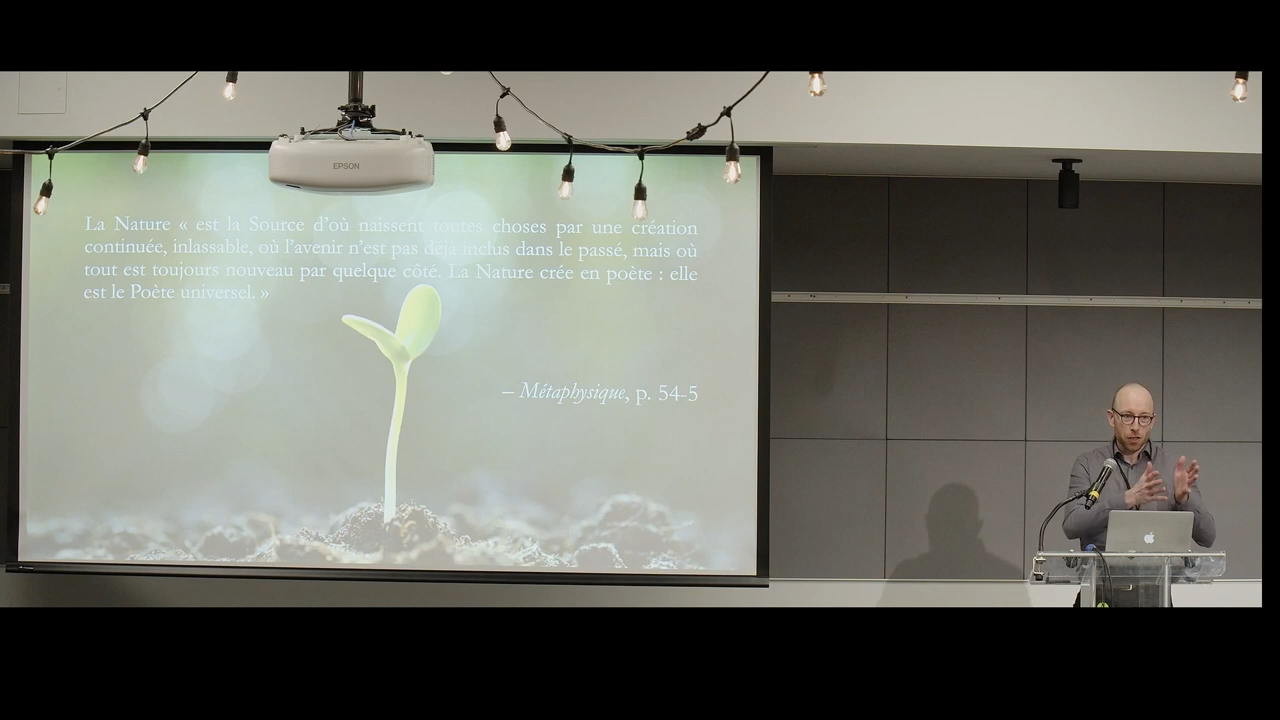 EPSON
La Nature « est la Source d'où naissent toutes choses par une création
continuée, inlassable, où l'avenir n'est pas déjà inclus dans le passé, mais où
tout est toujours nouveau par quelque côté. La Nature crée en poète : elle
est le Poète universel. »
– Métaphysique, p. 54-5